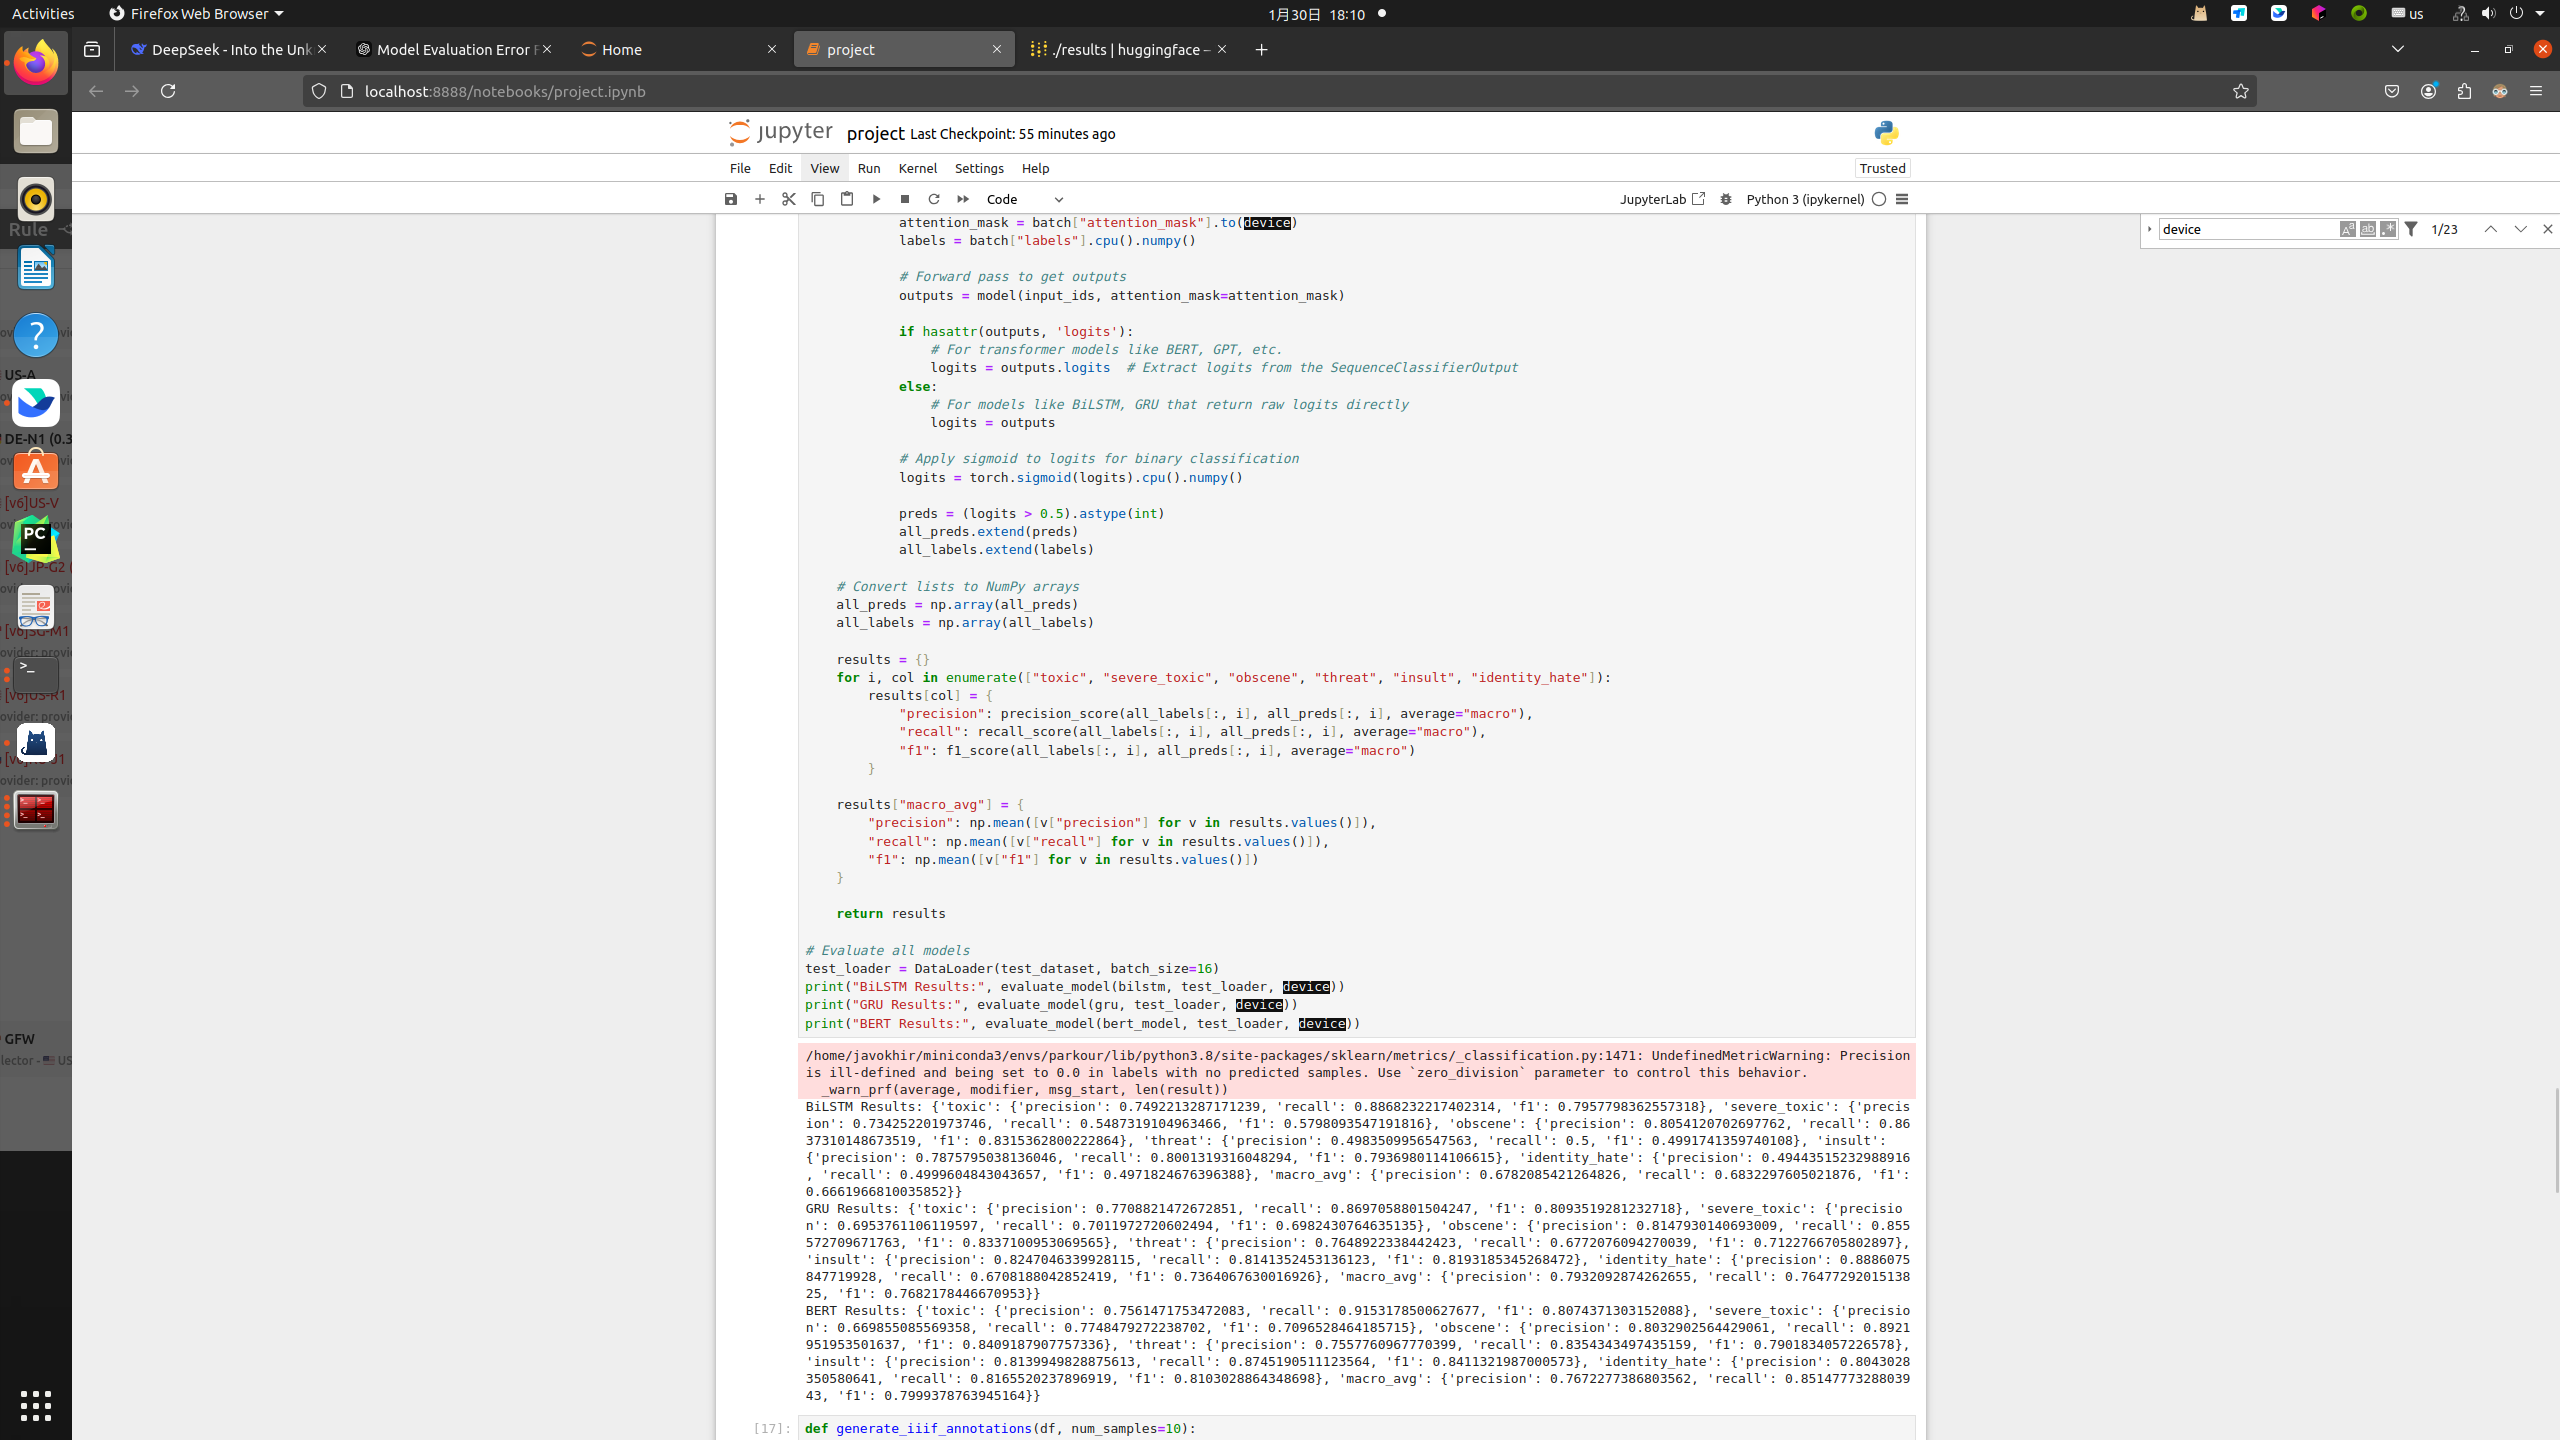 Activities
Firefox Web Browser
1月30日 18:10
us
DeepSeek - Into the Unk
Model Evaluation Error F
Home
project
./results | huggingface –
localhost:8888/notebooks/project.ipynb
jupyter project Last Checkpoint: 55 minutes ago
File Edit View Run Kernel Settings Help
Trusted
Code
JupyterLab
Python 3 (ipykernel)
device
1/23
Rule
US-A
DE-N1 (0.3
[v6]US-V
[v6]JP-G2 (
[v6]SG-M1
ovider: provi
[v6]US-R1
ovider: provi
ovider: provi
GFW
lector - US
attention_mask = batch["attention_mask"].to(device)
labels = batch["labels"].cpu().numpy()
# Forward pass to get outputs
outputs = model(input_ids, attention_mask=attention_mask)
if hasattr(outputs, 'logits'):
# For transformer models like BERT, GPT, etc.
logits = outputs.logits  # Extract logits from the SequenceClassifierOutput
else:
# For models like BiLSTM, GRU that return raw logits directly
logits = outputs
# Apply sigmoid to logits for binary classification
logits = torch.sigmoid(logits).cpu().numpy()
preds = (logits > 0.5).astype(int)
all_preds.extend(preds)
all_labels.extend(labels)
# Convert lists to NumPy arrays
all_preds = np.array(all_preds)
all_labels = np.array(all_labels)
results = {}
for i, col in enumerate(["toxic", "severe_toxic", "obscene", "threat", "insult", "identity_hate"]):
results[col] = {
"precision": precision_score(all_labels[:, i], all_preds[:, i], average="macro"),
"recall": recall_score(all_labels[:, i], all_preds[:, i], average="macro"),
"f1": f1_score(all_labels[:, i], all_preds[:, i], average="macro")
}
results["macro_avg"] = {
"precision": np.mean([v["precision"] for v in results.values()]),
"recall": np.mean([v["recall"] for v in results.values()]),
"f1": np.mean([v["f1"] for v in results.values()])
}
return results
# Evaluate all models
test_loader = DataLoader(test_dataset, batch_size=16)
print("BiLSTM Results:", evaluate_model(bilstm, test_loader, device))
print("GRU Results:", evaluate_model(gru, test_loader, device))
print("BERT Results:", evaluate_model(bert_model, test_loader, device))
/home/javokhir/miniconda3/envs/parkour/lib/python3.8/site-packages/sklearn/metrics/_classification.py:1471: UndefinedMetricWarning: Precision
is ill-defined and being set to 0.0 in labels with no predicted samples. Use `zero_division` parameter to control this behavior.
_warn_prf(average, modifier, msg_start, len(result))
BiLSTM Results: {'toxic': {'precision': 0.7492213287171239, 'recall': 0.8868232217402314, 'f1': 0.7957798362557318}, 'severe_toxic': {'precis
ion': 0.734252201973746, 'recall': 0.5487319104963466, 'f1': 0.5798093547191816}, 'obscene': {'precision': 0.8054120702697762, 'recall': 0.86
37310148673519, 'f1': 0.8315362800222864}, 'threat': {'precision': 0.4983509956547563, 'recall': 0.5, 'f1': 0.4991741359740108}, 'insult':
{'precision': 0.7875795038136046, 'recall': 0.8001319316048294, 'f1': 0.7936980114106615}, 'identity_hate': {'precision': 0.49443515232988916
, 'recall': 0.4999604843043657, 'f1': 0.4971824676396388}, 'macro_avg': {'precision': 0.6782085421264826, 'recall': 0.6832297605021876, 'f1':
0.6661966810035852}}
GRU Results: {'toxic': {'precision': 0.7708821472672851, 'recall': 0.8697058801504247, 'f1': 0.8093519281232718}, 'severe_toxic': {'precisio
n': 0.6953761106119597, 'recall': 0.7011972720602494, 'f1': 0.6982430764635135}, 'obscene': {'precision': 0.8147930140693009, 'recall': 0.855
572709671763, 'f1': 0.8337100953069565}, 'threat': {'precision': 0.7648922338442423, 'recall': 0.6772076094270039, 'f1': 0.7122766705802897},
'insult': {'precision': 0.8247046339928115, 'recall': 0.8141352453136123, 'f1': 0.8193185345268472}, 'identity_hate': {'precision': 0.8886075
847719928, 'recall': 0.6708188042852419, 'f1': 0.7364067630016926}, 'macro_avg': {'precision': 0.7932092874262655, 'recall': 0.76477292015138
25, 'f1': 0.7682178446670953}}
BERT Results: {'toxic': {'precision': 0.7561471753472083, 'recall': 0.9153178500627677, 'f1': 0.8074371303152088}, 'severe_toxic': {'precisio
n': 0.669855085569358, 'recall': 0.7748479272238702, 'f1': 0.7096528464185715}, 'obscene': {'precision': 0.8032902564429061, 'recall': 0.8921
951953501637, 'f1': 0.8409187907757336}, 'threat': {'precision': 0.7557760967770399, 'recall': 0.8354343497435159, 'f1': 0.7901834057226578},
'insult': {'precision': 0.8139949828875613, 'recall': 0.8745190511123564, 'f1': 0.8411321987000573}, 'identity_hate': {'precision': 0.8043028
350580641, 'recall': 0.8165520237896919, 'f1': 0.8103028864348698}, 'macro_avg': {'precision': 0.7672277386803562, 'recall': 0.85147773288039
43, 'f1': 0.7999378763945164}}
[17]: def generate_iiif_annotations(df, num_samples=10):